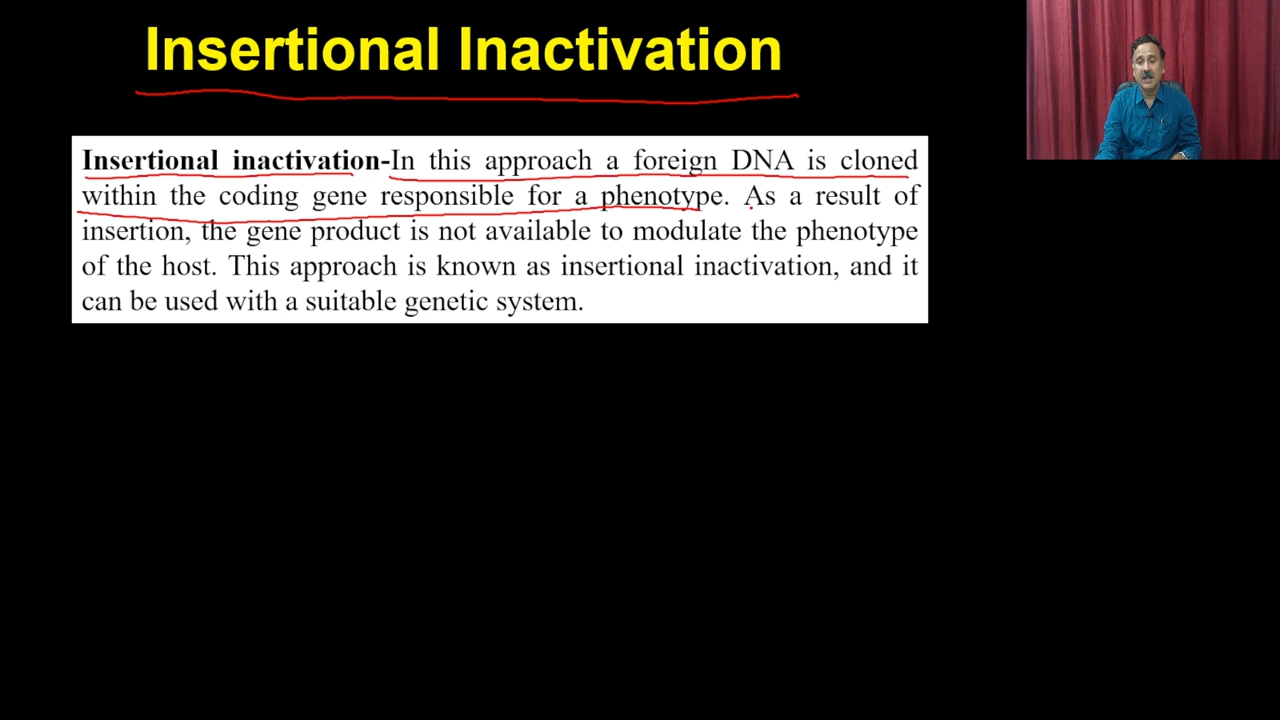 Insertional Inactivation
Insertional inactivation-In this approach a foreign DNA is cloned
within the coding gene responsible for a phenotype. As a result of
insertion, the gene product is not available to modulate the phenotype
of the host. This approach is known as insertional inactivation, and it
can be used with a suitable genetic system.